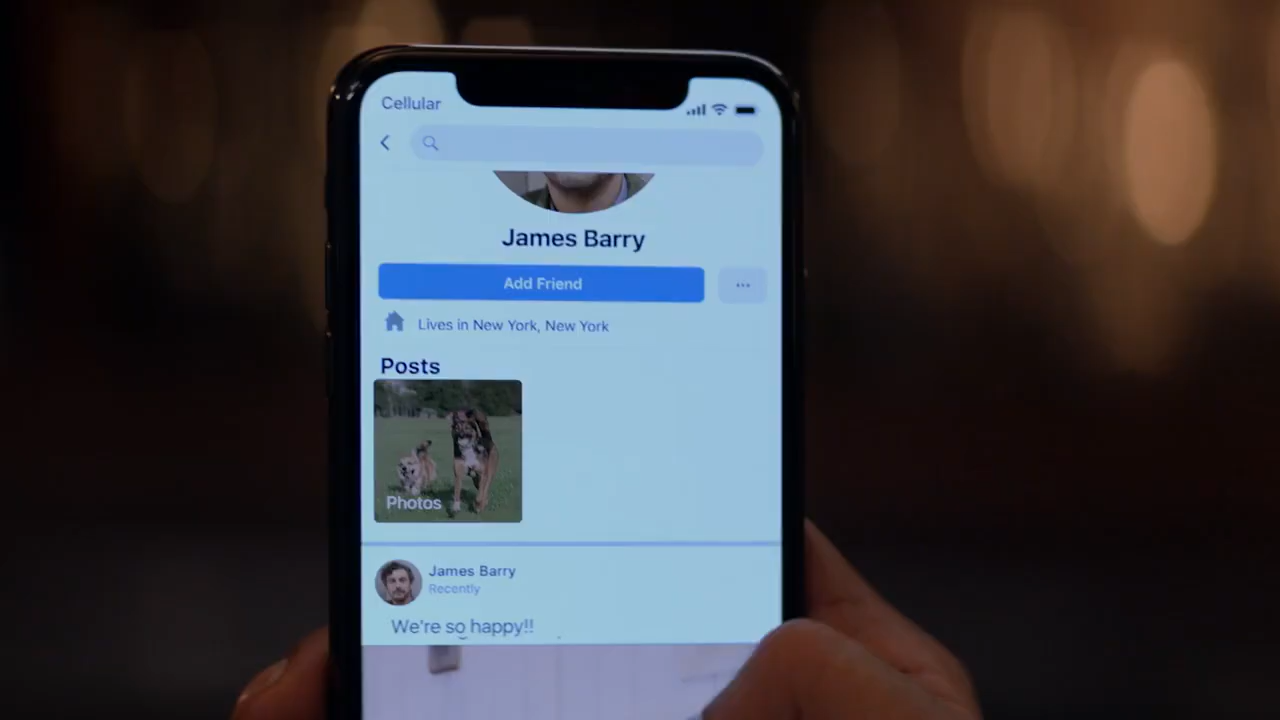 Cellular
James Barry
Add Friend
Lives in New York, New York
Posts
Photos
James Barry
Recently
We're so happy!!